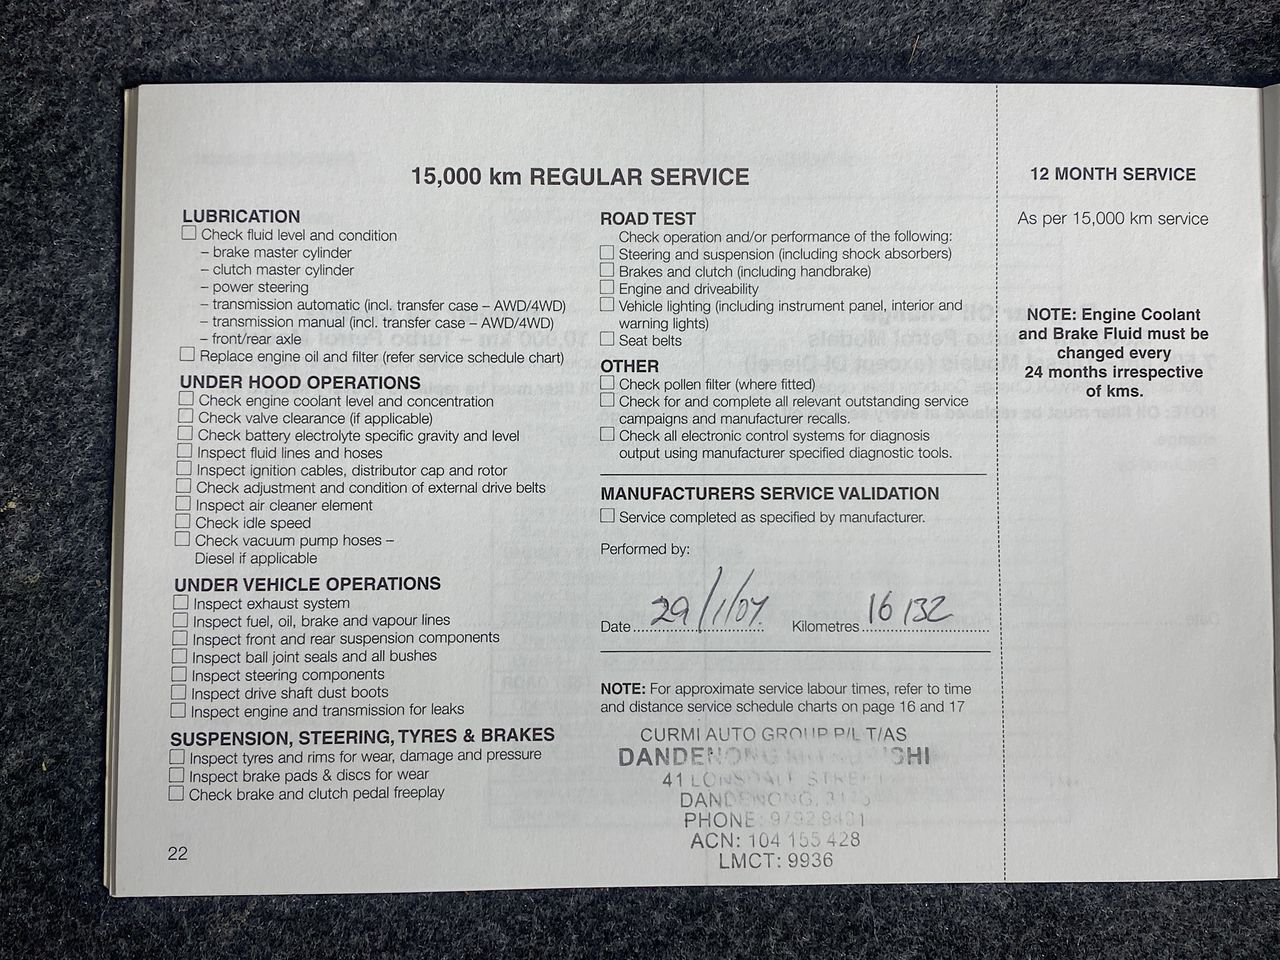 15,000 km REGULAR SERVICE
LUBRICATION
Check fluid level and condition
– brake master cylinder
– clutch master cylinder
– power steering
– transmission automatic (incl. transfer case – AWD/4WD)
– transmission manual (incl. transfer case – AWD/4WD)
– front/rear axle
Replace engine oil and filter (refer service schedule chart)
UNDER HOOD OPERATIONS
Check engine coolant level and concentration
Check valve clearance (if applicable)
Check battery electrolyte specific gravity and level
Inspect fluid lines and hoses
Inspect ignition cables, distributor cap and rotor
Check adjustment and condition of external drive belts
Inspect air cleaner element
Check idle speed
Check vacuum pump hoses –
Diesel if applicable
UNDER VEHICLE OPERATIONS
Inspect exhaust system
Inspect fuel, oil, brake and vapour lines
Inspect front and rear suspension components
Inspect ball joint seals and all bushes
Inspect steering components
Inspect drive shaft dust boots
Inspect engine and transmission for leaks
SUSPENSION, STEERING, TYRES & BRAKES
Inspect tyres and rims for wear, damage and pressure
Inspect brake pads & discs for wear
Check brake and clutch pedal freeplay
22
ROAD TEST
Check operation and/or performance of the following:
Steering and suspension (including shock absorbers)
Brakes and clutch (including handbrake)
Engine and driveability
Vehicle lighting (including instrument panel, interior and
warning lights)
Seat belts
OTHER
Check pollen filter (where fitted)
Check for and complete all relevant outstanding service
campaigns and manufacturer recalls.
Check all electronic control systems for diagnosis
output using manufacturer specified diagnostic tools.
MANUFACTURERS SERVICE VALIDATION
Service completed as specified by manufacturer.
Performed by:
Date 29/1/07. Kilometres 16 132
NOTE: For approximate service labour times, refer to time
and distance service schedule charts on page 16 and 17
CURMI AUTO GROUP P/L T/AS
DANDENONG
41 LONSDALE STREET
DANDENONG, 3175
PHONE: 9792 9401
ACN: 104 155 428
LMCT: 9936
12 MONTH SERVICE
As per 15,000 km service
NOTE: Engine Coolant
and Brake Fluid must be
changed every
24 months irrespective
of kms.